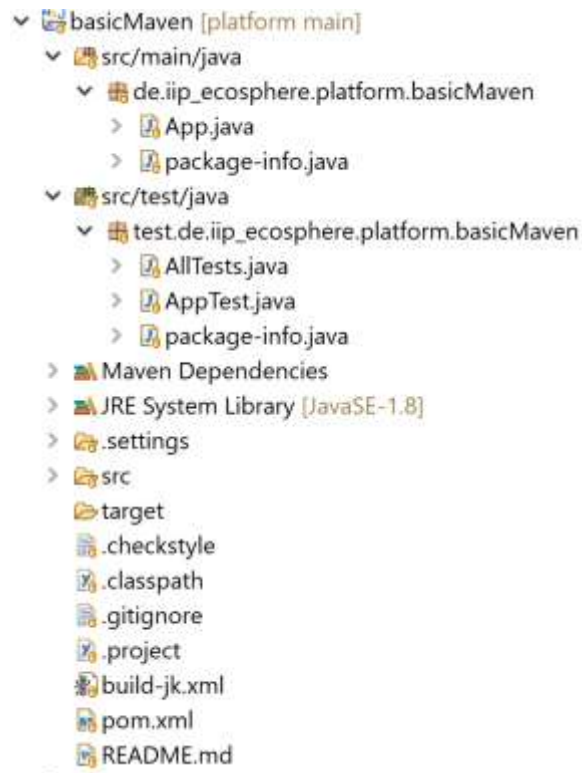 basicMaven [platform main]
src/main/java
de.iip_ecosphere.platform.basicMaven
App.java
package-info.java
src/test/java
test.de.iip_ecosphere.platform.basicMaven
AllTests.java
AppTest.java
package-info.java
Maven Dependencies
JRE System Library [JavaSE-1.8]
.settings
src
target
.checkstyle
.classpath
.gitignore
.project
build-jk.xml
pom.xml
README.md